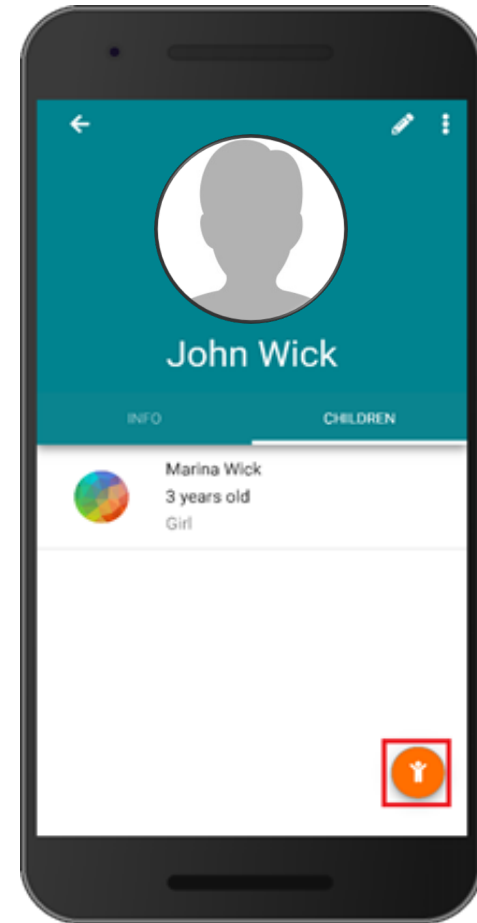 John Wick
INFO
CHILDREN
Marina Wick
3 years old
Girl